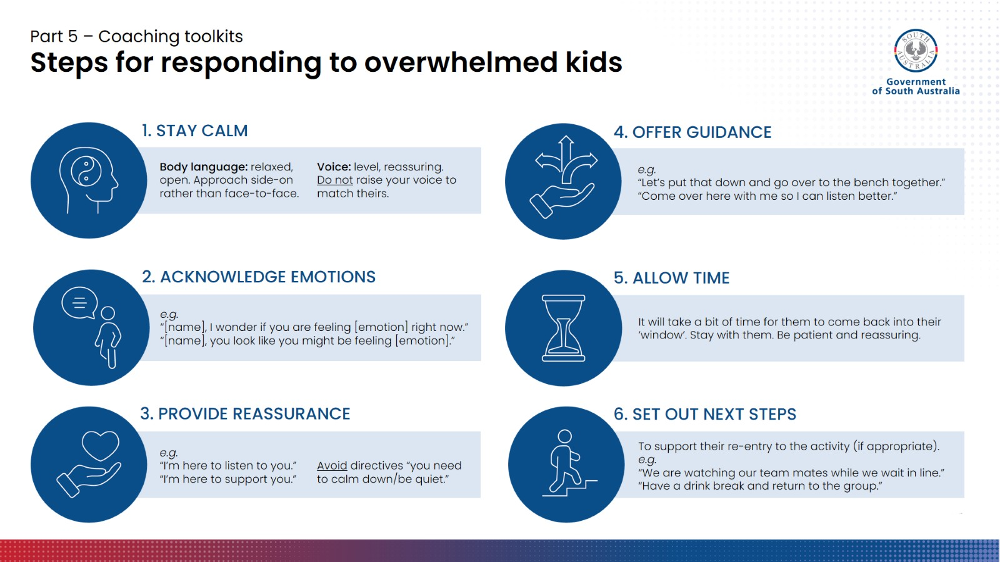 Part 5 – Coaching toolkits
Steps for responding to overwhelmed kids
SOUTH AUSTRALIA
Government
of South Australia
1. STAY CALM
Body language: relaxed,
open. Approach side-on
rather than face-to-face.
Voice: level, reassuring.
Do not raise your voice to
match theirs.
2. ACKNOWLEDGE EMOTIONS
e.g.
“[name], I wonder if you are feeling [emotion] right now.”
“[name], you look like you might be feeling [emotion].”
3. PROVIDE REASSURANCE
e.g.
“I’m here to listen to you.”
“I’m here to support you.”
Avoid directives “you need
to calm down/be quiet.”
4. OFFER GUIDANCE
e.g.
“Let’s put that down and go over to the bench together.”
“Come over here with me so I can listen better.”
5. ALLOW TIME
It will take a bit of time for them to come back into their
‘window’. Stay with them. Be patient and reassuring.
6. SET OUT NEXT STEPS
To support their re-entry to the activity (if appropriate).
e.g.
“We are watching our team mates while we wait in line.”
“Have a drink break and return to the group.”